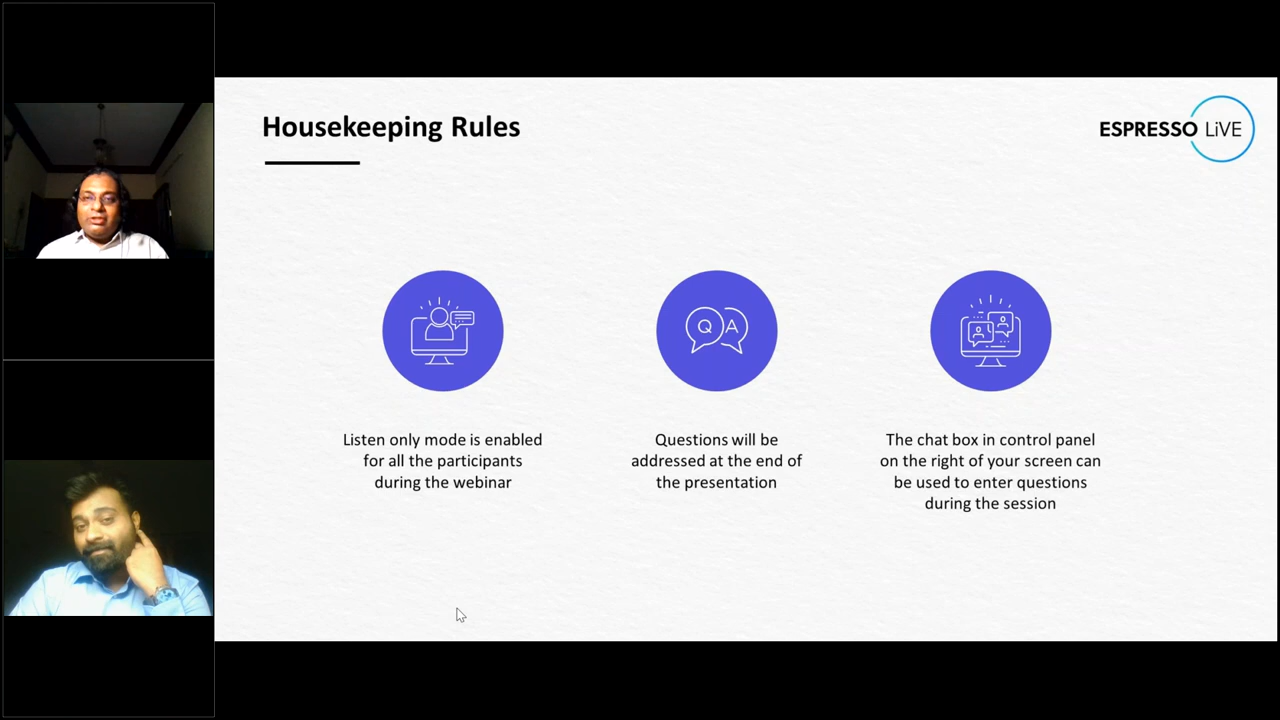 Housekeeping Rules
ESPRESSO LiVE
Q A
Listen only mode is enabled
for all the participants
during the webinar
Questions will be
addressed at the end of
the presentation
The chat box in control panel
on the right of your screen can
be used to enter questions
during the session